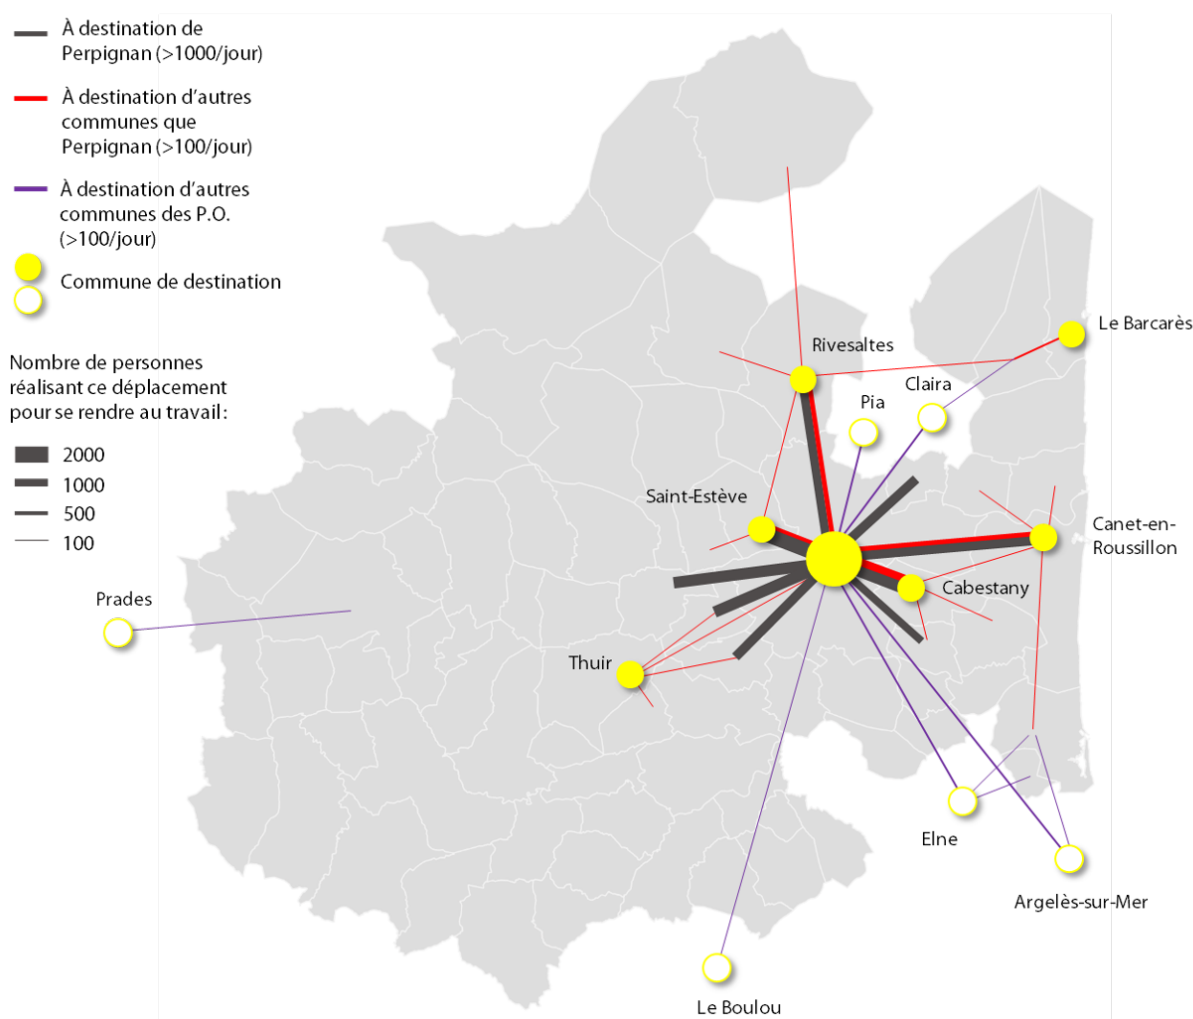 À destination de
Perpignan (>1000/jour)
À destination d'autres
communes que
Perpignan (>100/jour)
À destination d'autres
communes des P.O.
(>100/jour)
Commune de destination
Nombre de personnes
réalisant ce déplacement
pour se rendre au travail :
2000
1000
500
100
Le Barcarès
Rivesaltes
Claira
Pia
Saint-Estève
Canet-en-
Roussillon
Cabestany
Prades
Thuir
Elne
Argelès-sur-Mer
Le Boulou